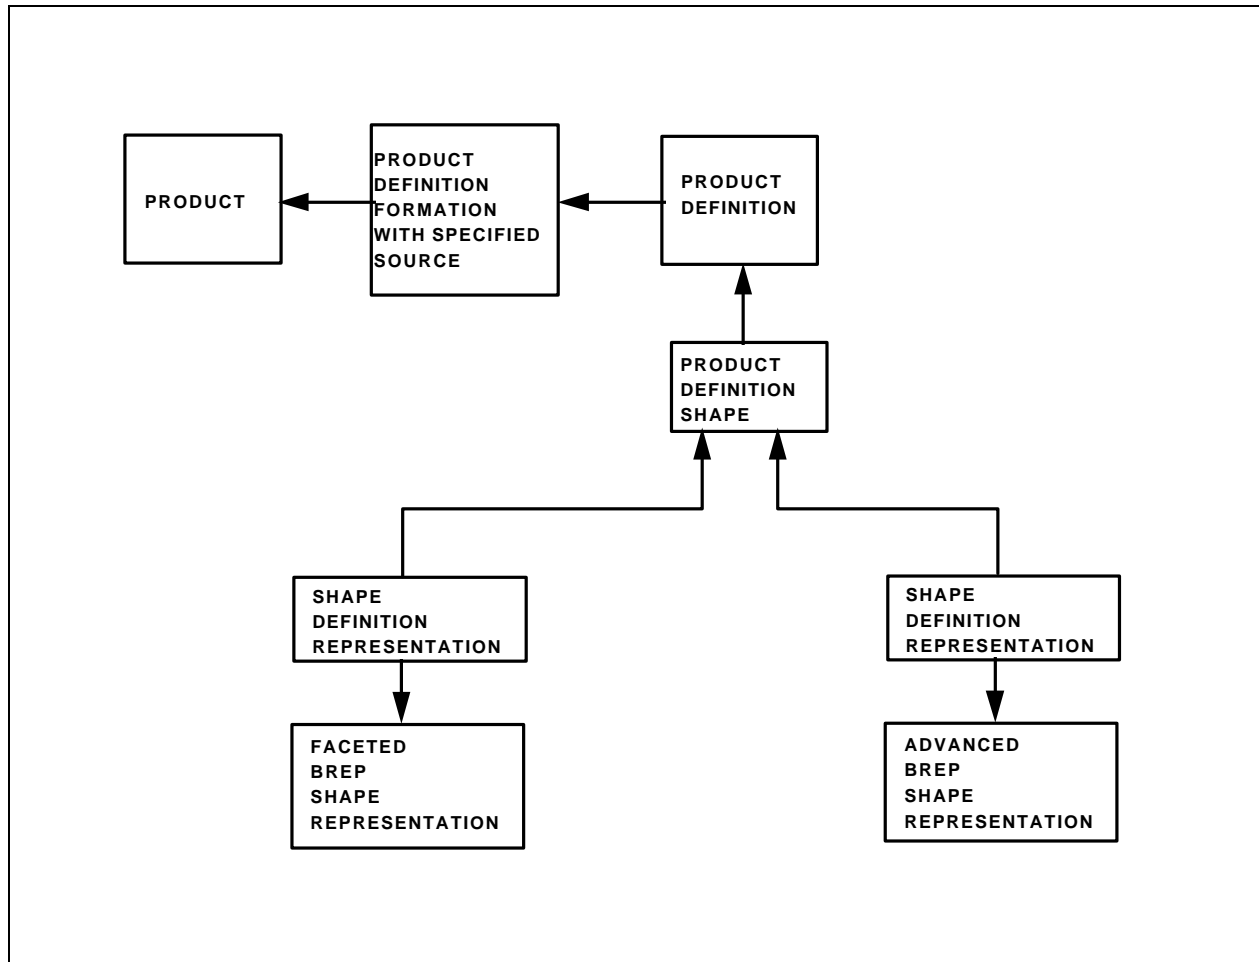 PRODUCT
PRODUCT
DEFINITION
FORMATION
WITH SPECIFIED
SOURCE
PRODUCT
DEFINITION
PRODUCT
DEFINITION
SHAPE
SHAPE
DEFINITION
REPRESENTATION
SHAPE
DEFINITION
REPRESENTATION
FACETED
BREP
SHAPE
REPRESENTATION
ADVANCED
BREP
SHAPE
REPRESENTATION